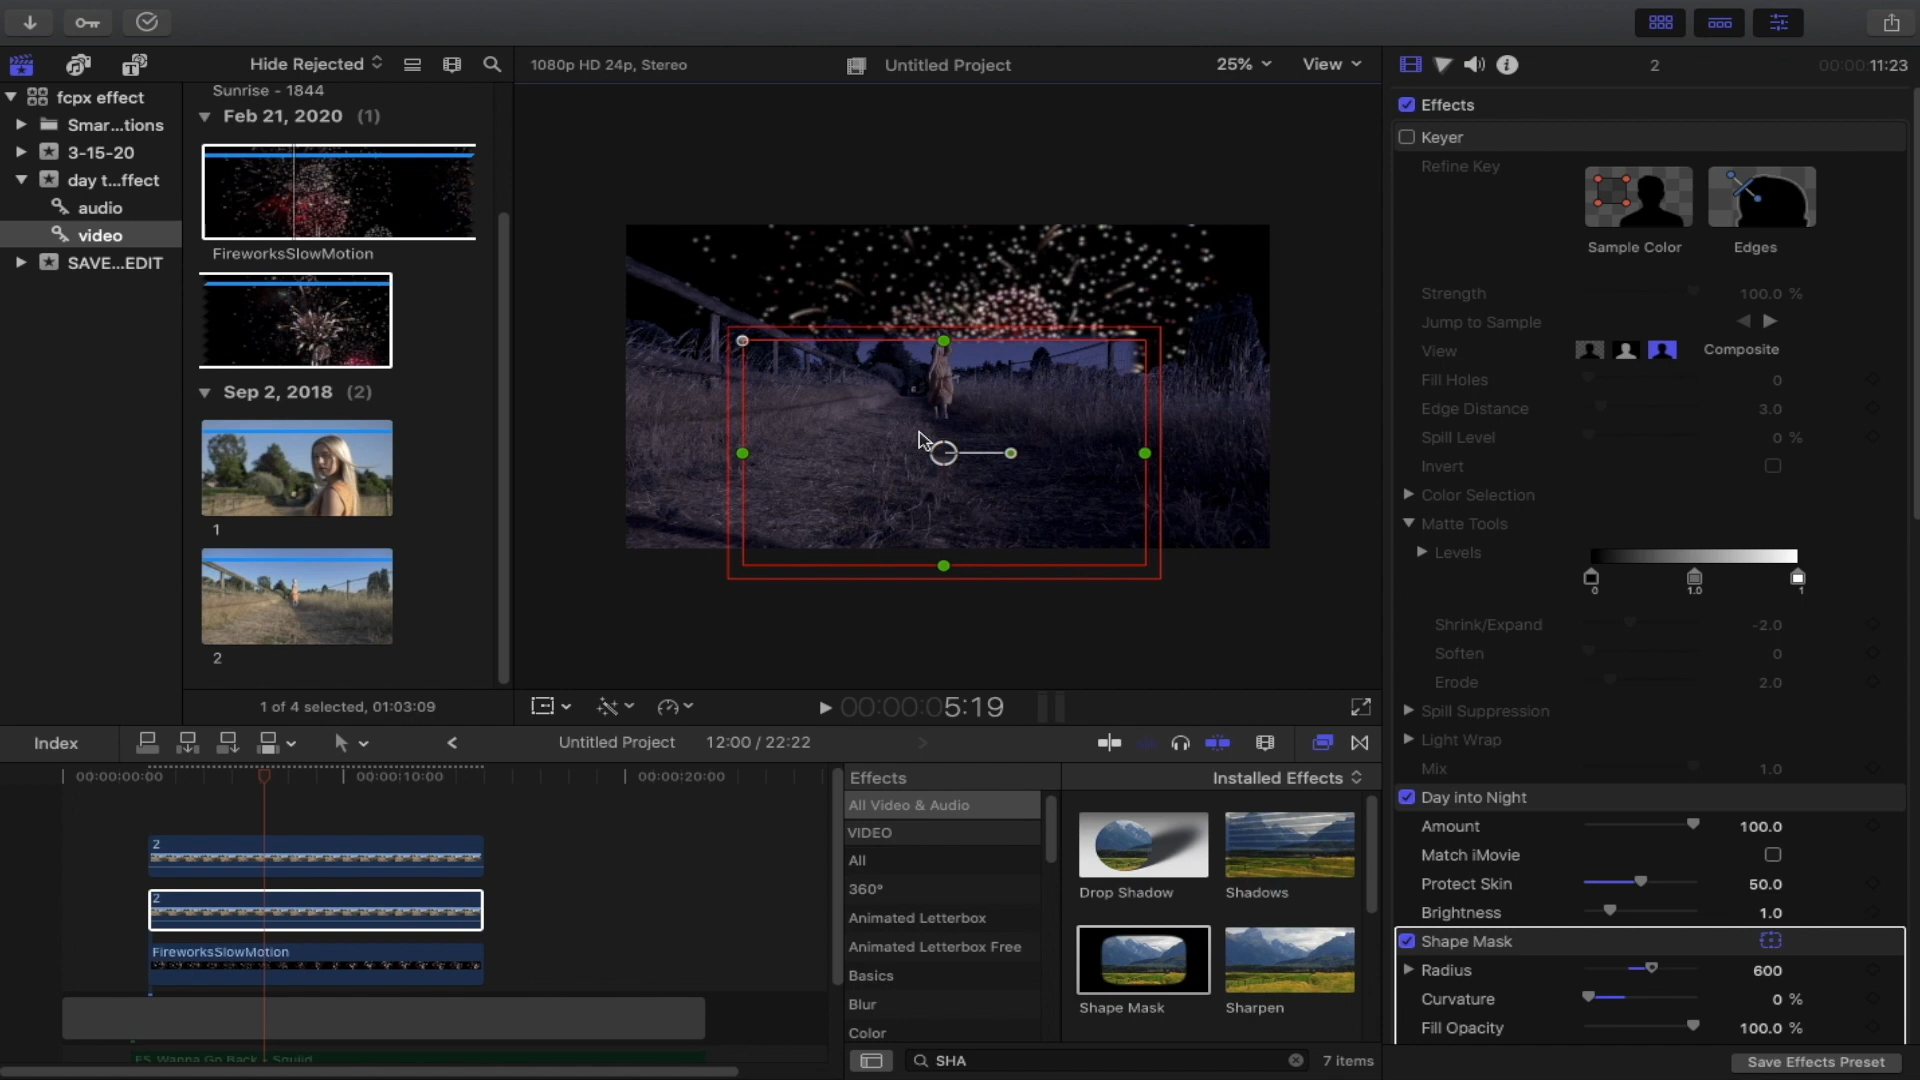 Hide Rejected
1080p HD 24p, Stereo
Untitled Project
25%
View
2
00:00:00:11:23
fcpx effect
Smar...tions
3-15-20
day t...ffect
audio
video
SAVE...EDIT
Sunrise - 1844
Feb 21, 2020 (1)
FireworksSlowMotion
Sep 2, 2018 (2)
1
2
1 of 4 selected, 01:03:09
00:00:05:19
Effects
Keyer
Refine Key
Sample Color
Edges
Strength
100.0 %
Jump to Sample
View
Composite
Fill Holes
0
Edge Distance
3.0
Spill Level
0 %
Invert
Color Selection
Matte Tools
Levels
0
1.0
1
Shrink/Expand
-2.0
Soften
0
Erode
2.0
Spill Suppression
Light Wrap
Mix
1.0
Day into Night
Amount
100.0
Match iMovie
Protect Skin
50.0
Brightness
1.0
Shape Mask
Radius
600
Curvature
0 %
Fill Opacity
100.0 %
Save Effects Preset
Index
Untitled Project
12:00 / 22:22
00:00:00:00
00:00:10:00
00:00:20:00
2
2
FireworksSlowMotion
ES_Wanna Go Back - Squiid
Effects
Installed Effects
All Video & Audio
VIDEO
All
360°
Animated Letterbox
Animated Letterbox Free
Basics
Blur
Color
Drop Shadow
Shadows
Shape Mask
Sharpen
SHA
7 items